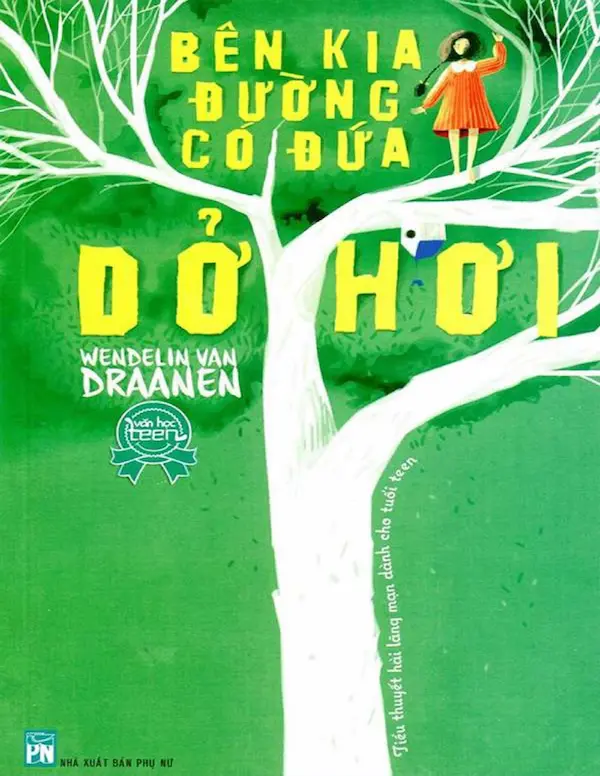 BÊN KIA
ĐƯỜNG
CÓ ĐỨA
DỞ HƠI
WENDELIN VAN
DRAANEN
văn học
teen
Tiểu thuyết hài lãng mạn dành cho tuổi teen
PN
NHÀ XUẤT BẢN PHỤ NỮ